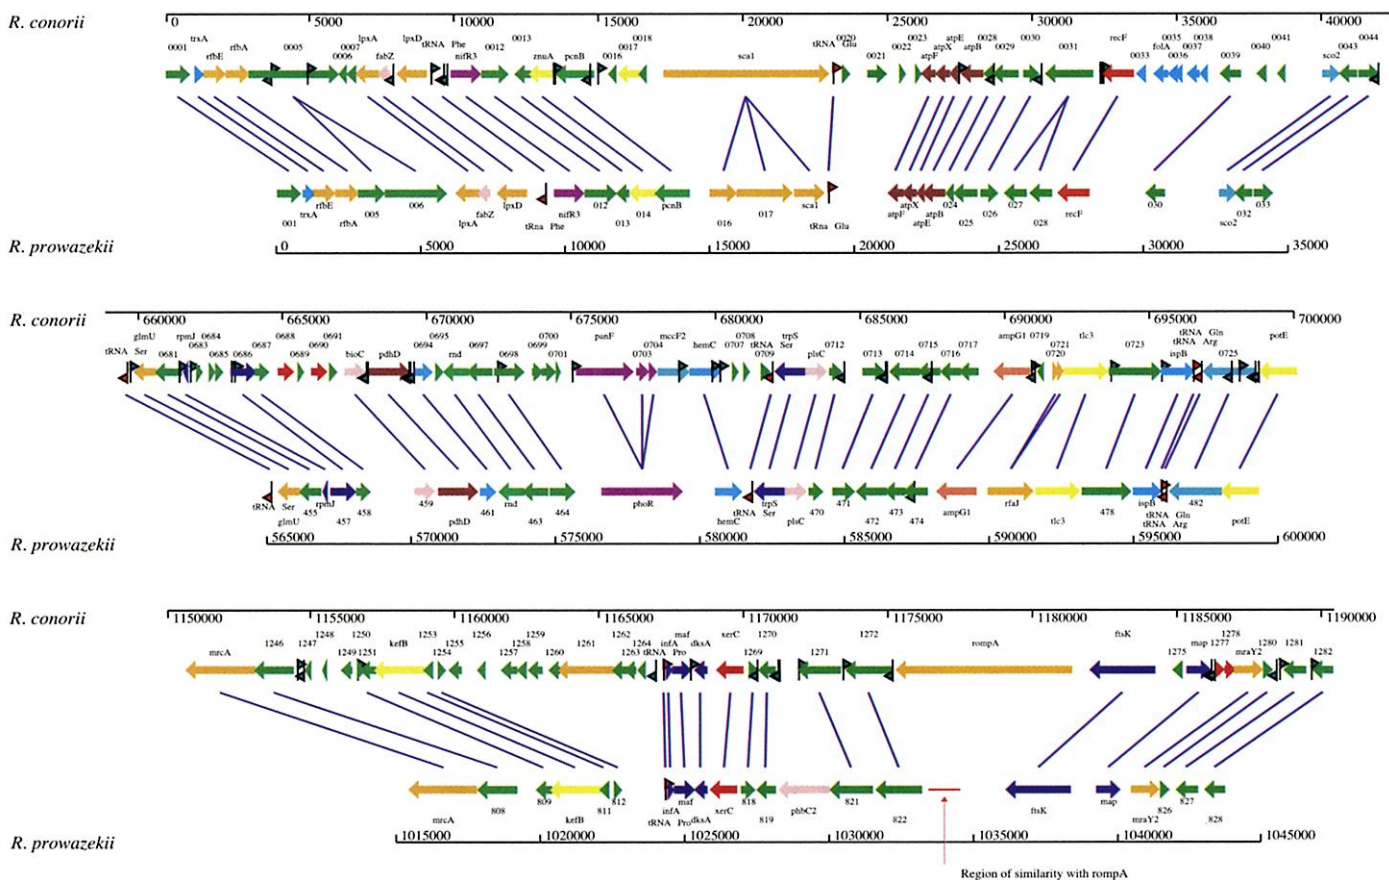 R. conorii
0 5000 10000 15000 20000 25000 30000 35000 40000
trxA 0007 lpxA lpxD tRNA Phe 0013 0018 tRNA Glu 0020 0023 atpE 0028 0030 recF 0035 0038 0041 0044
0001 rfbE rfbA 0005 0006 fabZ nifR3 0012 znuA pcnB 0016 0017 sca1 0021 0022 atpF atpX atpB 0029 0031 0033 folA 0036 0037 0039 0040 sco2 0043
001 trxA rfbE rfbA 005 006 lpxA fabZ lpxD tRna Phe nifR3 012 013 014 pcnB 016 017 sca1 tRna Glu atpF atpX atpE atpB 024 025 026 027 028 recF 030 sco2 032 033
R. prowazekii
0 5000 10000 15000 20000 25000 30000 35000
R. conorii
660000 665000 670000 675000 680000 685000 690000 695000 700000
tRNA Ser glmU 0681 rpmJ 0683 0684 0685 0686 0687 0688 0689 0690 0691 bioC pdhD 0694 0695 rnd 0697 0698 0700 0701 panF 0703 0704 mccF2 hemC 0707 0708 0709 tRNA Ser trpS plsC 0712 0713 0714 0715 0716 0717 ampG1 0719 0720 0721 tlc3 0723 ispB tRNA Gln tRNA Arg 0725 potE
tRNA Ser glmU 455 rpmJ 457 458 459 pdhD 461 rnd 463 464 phoR hemC tRNA Ser trpS plsC 470 471 472 473 474 ampG1 rfaJ tlc3 478 ispB tRNA Gln tRNA Arg 482 potE
R. prowazekii
565000 570000 575000 580000 585000 590000 595000 600000
R. conorii
1150000 1155000 1160000 1165000 1170000 1175000 1180000 1185000 1190000
mrcA 1246 1247 1248 1249 1250 1251 kefB 1253 1254 1255 1256 1257 1258 1259 1260 1261 1262 1263 1264 tRNA Pro infA maf dksA xerC 1269 1270 1271 1272 rompA ftsK 1275 map 1277 1278 mraY2 1280 1281 1282
mrcA 808 809 kefB 811 812 infA tRNA Pro maf dksA xerC 818 819 phbC2 821 822 ftsK map mraY2 826 827 828
R. prowazekii
1015000 1020000 1025000 1030000 1035000 1040000 1045000
Region of similarity with rompA